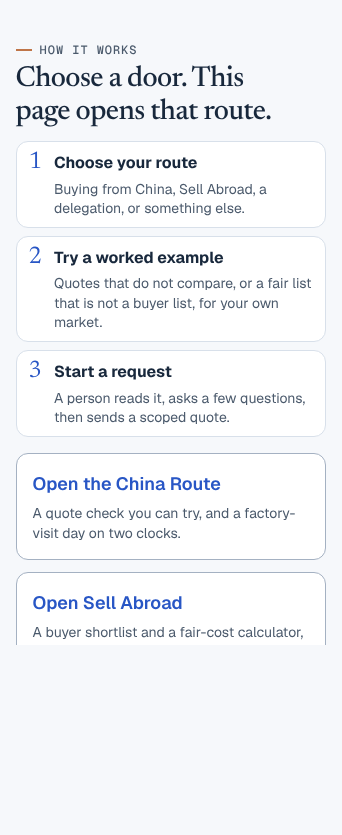 HOW IT WORKS
Choose a door. This
page opens that route.
1 Choose your route
Buying from China, Sell Abroad, a
delegation, or something else.
2 Try a worked example
Quotes that do not compare, or a fair list
that is not a buyer list, for your own
market.
3 Start a request
A person reads it, asks a few questions,
then sends a scoped quote.
Open the China Route
A quote check you can try, and a factory-
visit day on two clocks.
Open Sell Abroad
A buyer shortlist and a fair-cost calculator,